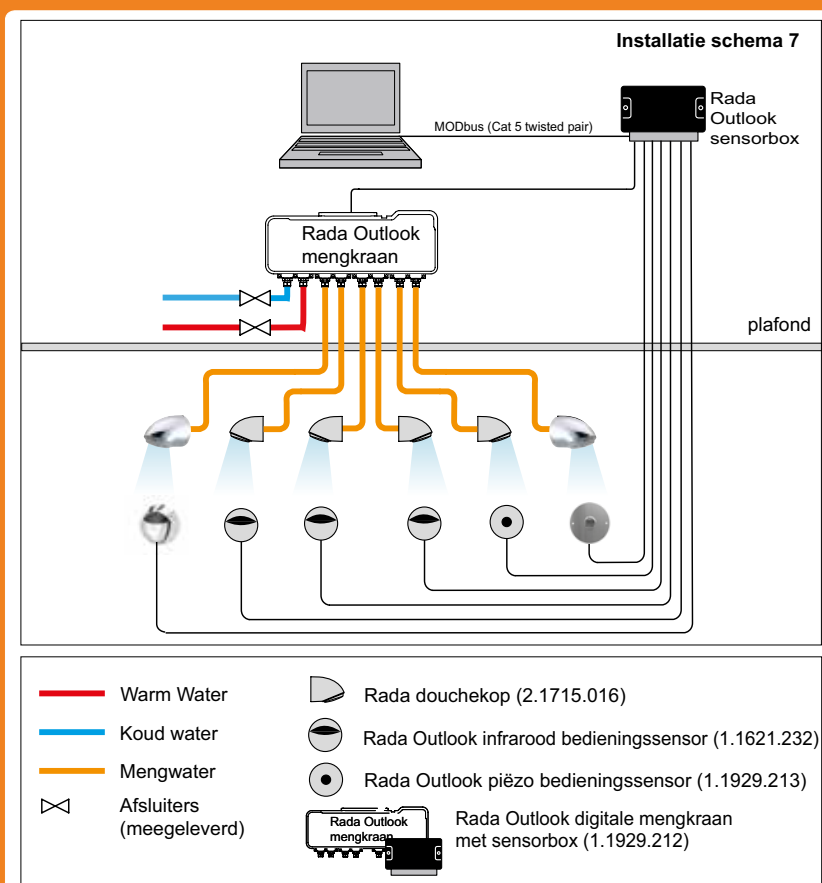 Installatie schema 7
MODbus (Cat 5 twisted pair)
Rada
Outlook
sensorbox
Rada Outlook
mengkraan
plafond
Warm Water
Koud water
Mengwater
Afsluiters
(meegeleverd)
Rada douchekop (2.1715.016)
Rada Outlook infrarood bedieningssensor (1.1621.232)
Rada Outlook piëzo bedieningssensor (1.1929.213)
Rada Outlook
mengkraan
Rada Outlook digitale mengkraan
met sensorbox (1.1929.212)